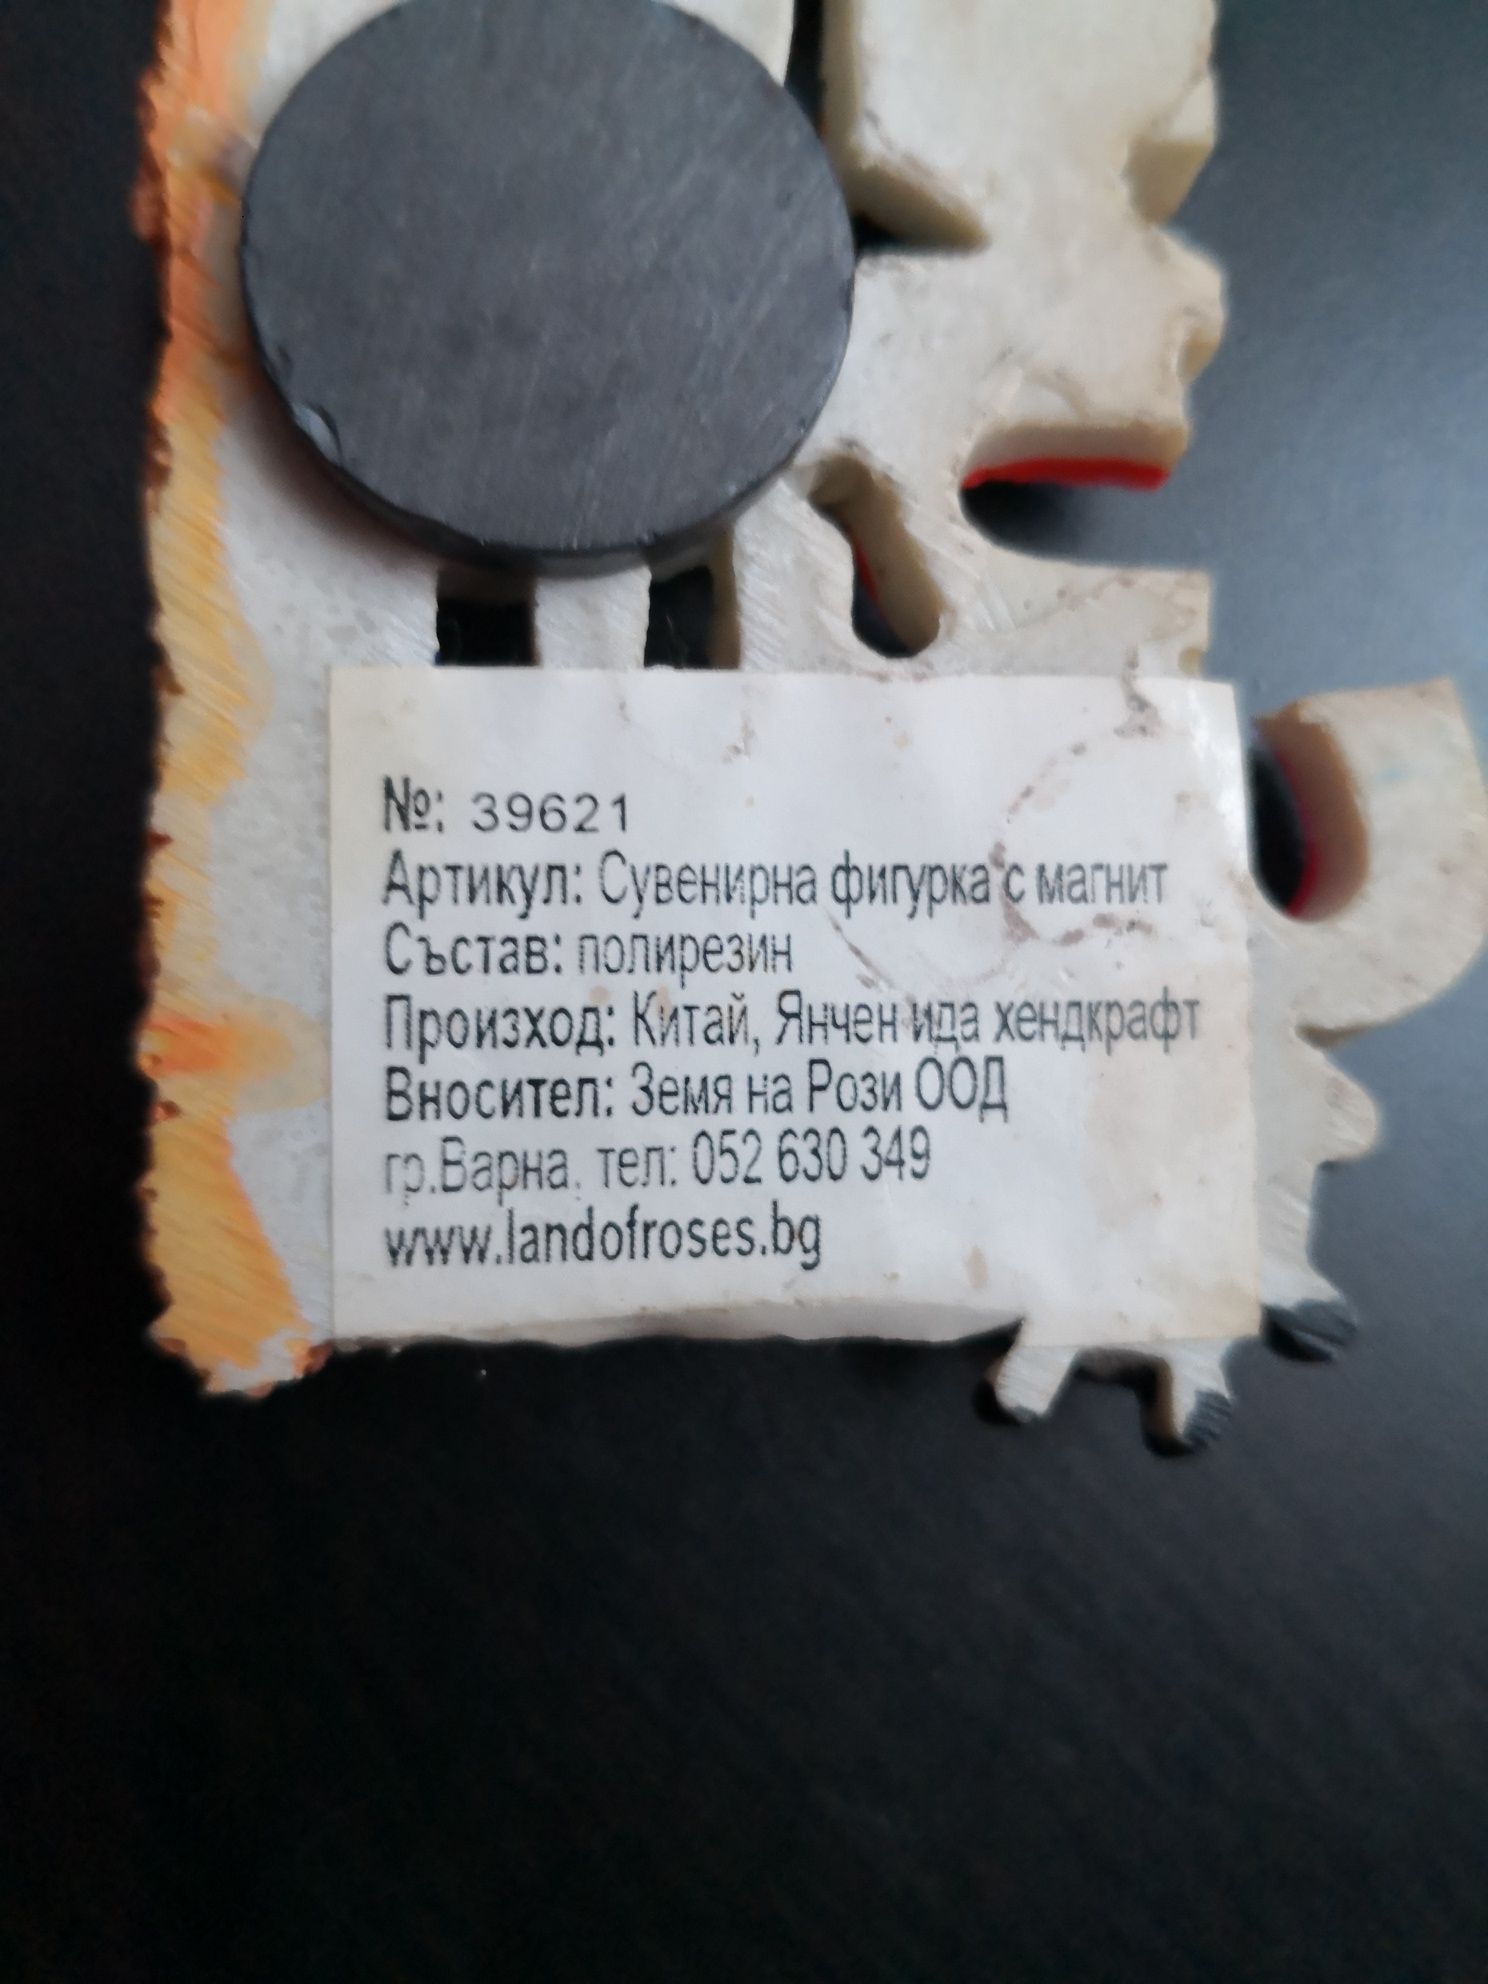 №: 39621
Артикул: Сувенирна фигурка с магнит
Състав: полирезин
Произход: Китай, Янчен ида хендкрафт
Вносител: Земя на Рози ООД
гр.Варна. тел: 052 630 349
www.landofroses.bg